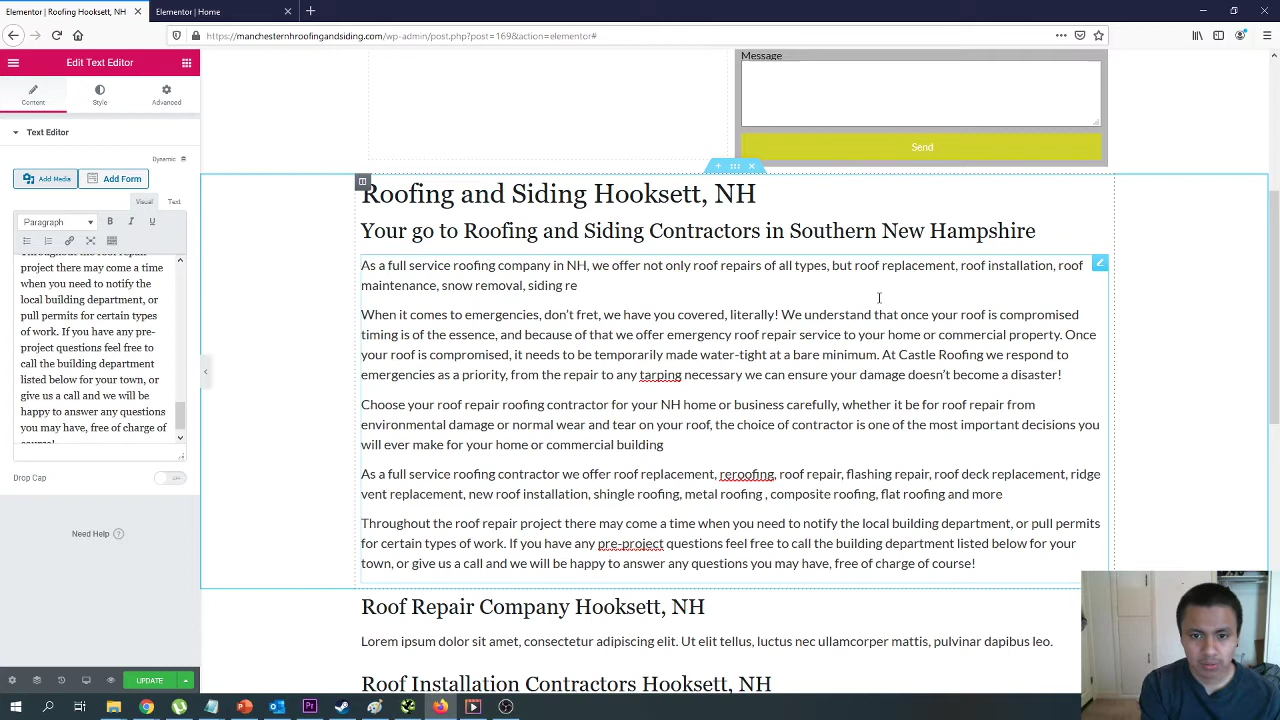 Elementor | Roofing Hooksett, NH
Elementor | Home
https://manchesternhroofingandsiding.com/wp-admin/post.php?post=169&action=elementor#
Edit Text Editor
Content
Style
Advanced
Text Editor
Dynamic
Add Media
Add Form
Visual
Text
Paragraph
B
I
U
Throughout the roof repair
project there may come a time
when you need to notify the
local building department, or
pull permits for certain types
of work. If you have any pre-
project questions feel free to
call the building department
listed below for your town, or
give us a call and we will be
happy to answer any questions
you may have, free of charge of
course!
Drop Cap
OFF
Need Help
UPDATE
Message
Send
Roofing and Siding Hooksett, NH
Your go to Roofing and Siding Contractors in Southern New Hampshire
As a full service roofing company in NH, we offer not only roof repairs of all types, but roof replacement, roof installation, roof
maintenance, snow removal, siding re
When it comes to emergencies, don’t fret, we have you covered, literally! We understand that once your roof is compromised
timing is of the essence, and because of that we offer emergency roof repair service to your home or commercial property. Once
your roof is compromised, it needs to be temporarily made water-tight at a bare minimum. At Castle Roofing we respond to
emergencies as a priority, from the repair to any tarping necessary we can ensure your damage doesn’t become a disaster!
Choose your roof repair roofing contractor for your NH home or business carefully, whether it be for roof repair from
environmental damage or normal wear and tear on your roof, the choice of contractor is one of the most important decisions you
will ever make for your home or commercial building
As a full service roofing contractor we offer roof replacement, reroofing, roof repair, flashing repair, roof deck replacement, ridge
vent replacement, new roof installation, shingle roofing, metal roofing , composite roofing, flat roofing and more
Throughout the roof repair project there may come a time when you need to notify the local building department, or pull permits
for certain types of work. If you have any pre-project questions feel free to call the building department listed below for your
town, or give us a call and we will be happy to answer any questions you may have, free of charge of course!
Roof Repair Company Hooksett, NH
Lorem ipsum dolor sit amet, consectetur adipiscing elit. Ut elit tellus, luctus nec ullamcorper mattis, pulvinar dapibus leo.
Roof Installation Contractors Hooksett, NH